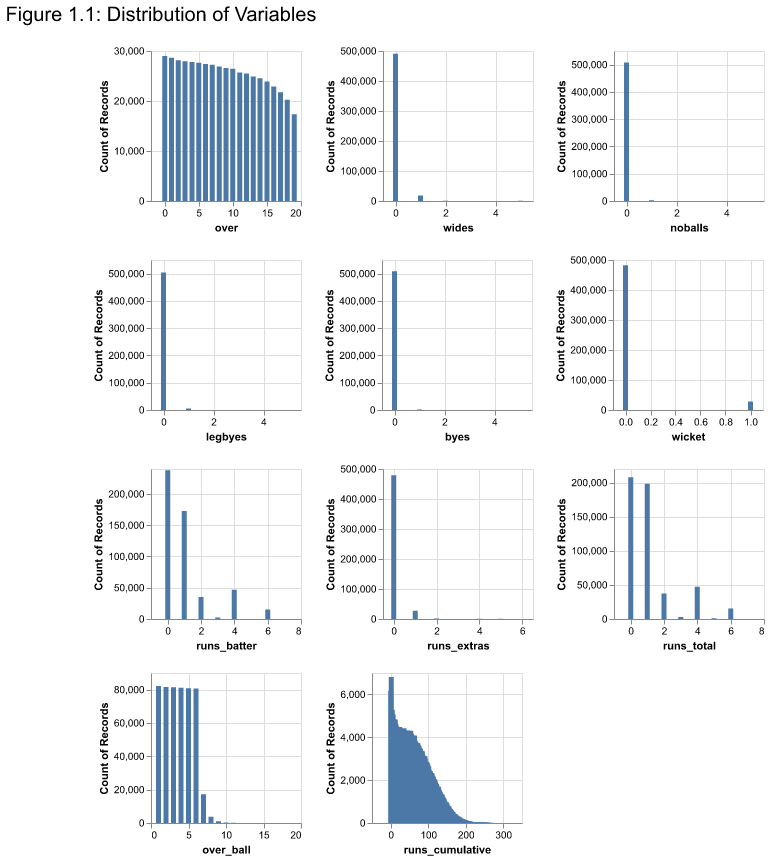 Figure 1.1: Distribution of Variables
30,000
20,000
10,000
0
Count of Records
0 5 10 15 20
over
500,000
400,000
300,000
200,000
100,000
0
Count of Records
0 2 4
wides
500,000
400,000
300,000
200,000
100,000
0
Count of Records
0 2 4
noballs
500,000
400,000
300,000
200,000
100,000
0
Count of Records
0 2 4
legbyes
500,000
400,000
300,000
200,000
100,000
0
Count of Records
0 2 4
byes
500,000
400,000
300,000
200,000
100,000
0
Count of Records
0.0 0.2 0.4 0.6 0.8 1.0
wicket
200,000
150,000
100,000
50,000
0
Count of Records
0 2 4 6 8
runs_batter
500,000
400,000
300,000
200,000
100,000
0
Count of Records
0 2 4 6
runs_extras
200,000
150,000
100,000
50,000
0
Count of Records
0 2 4 6 8
runs_total
80,000
60,000
40,000
20,000
0
Count of Records
0 5 10 15 20
over_ball
6,000
4,000
2,000
0
Count of Records
0 100 200 300
runs_cumulative